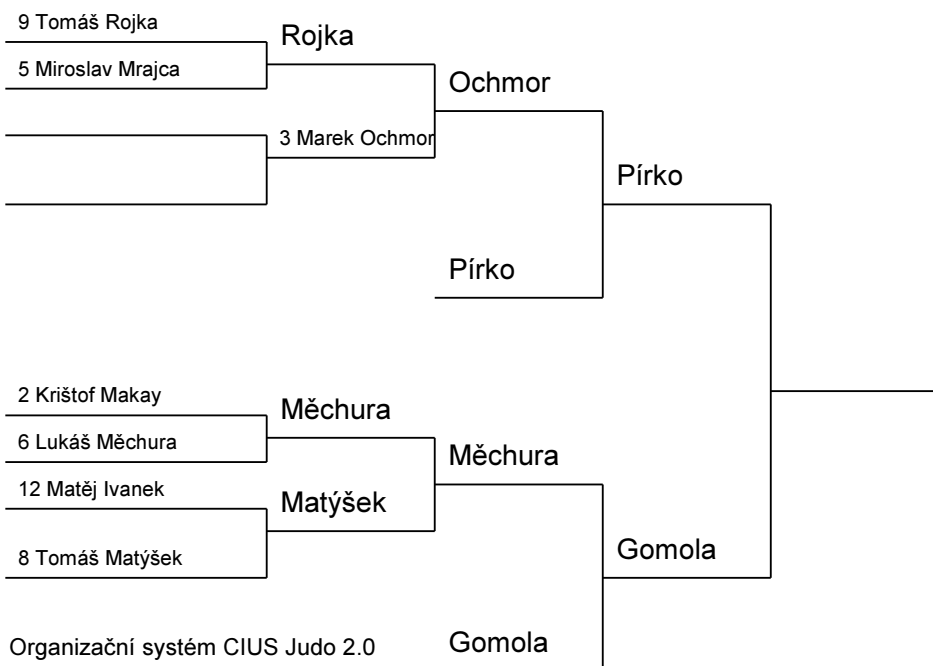 9 Tomáš Rojka
Rojka
5 Miroslav Mrajca
Ochmor
3 Marek Ochmor
Pírko
Pírko
2 Krištof Makay
Měchura
6 Lukáš Měchura
Měchura
12 Matěj Ivanek
Matýšek
8 Tomáš Matýšek
Gomola
Organizační systém CIUS Judo 2.0
Gomola